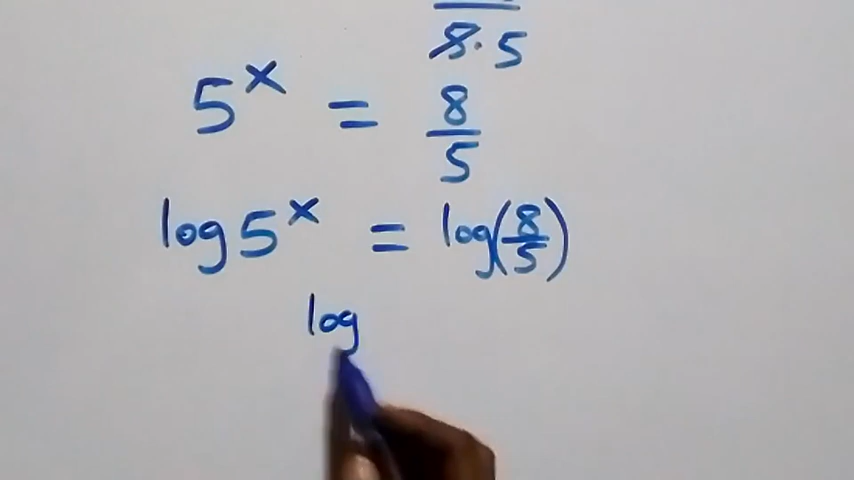 8·5
5^x = 8/5
log 5^x = log(8/5)
log